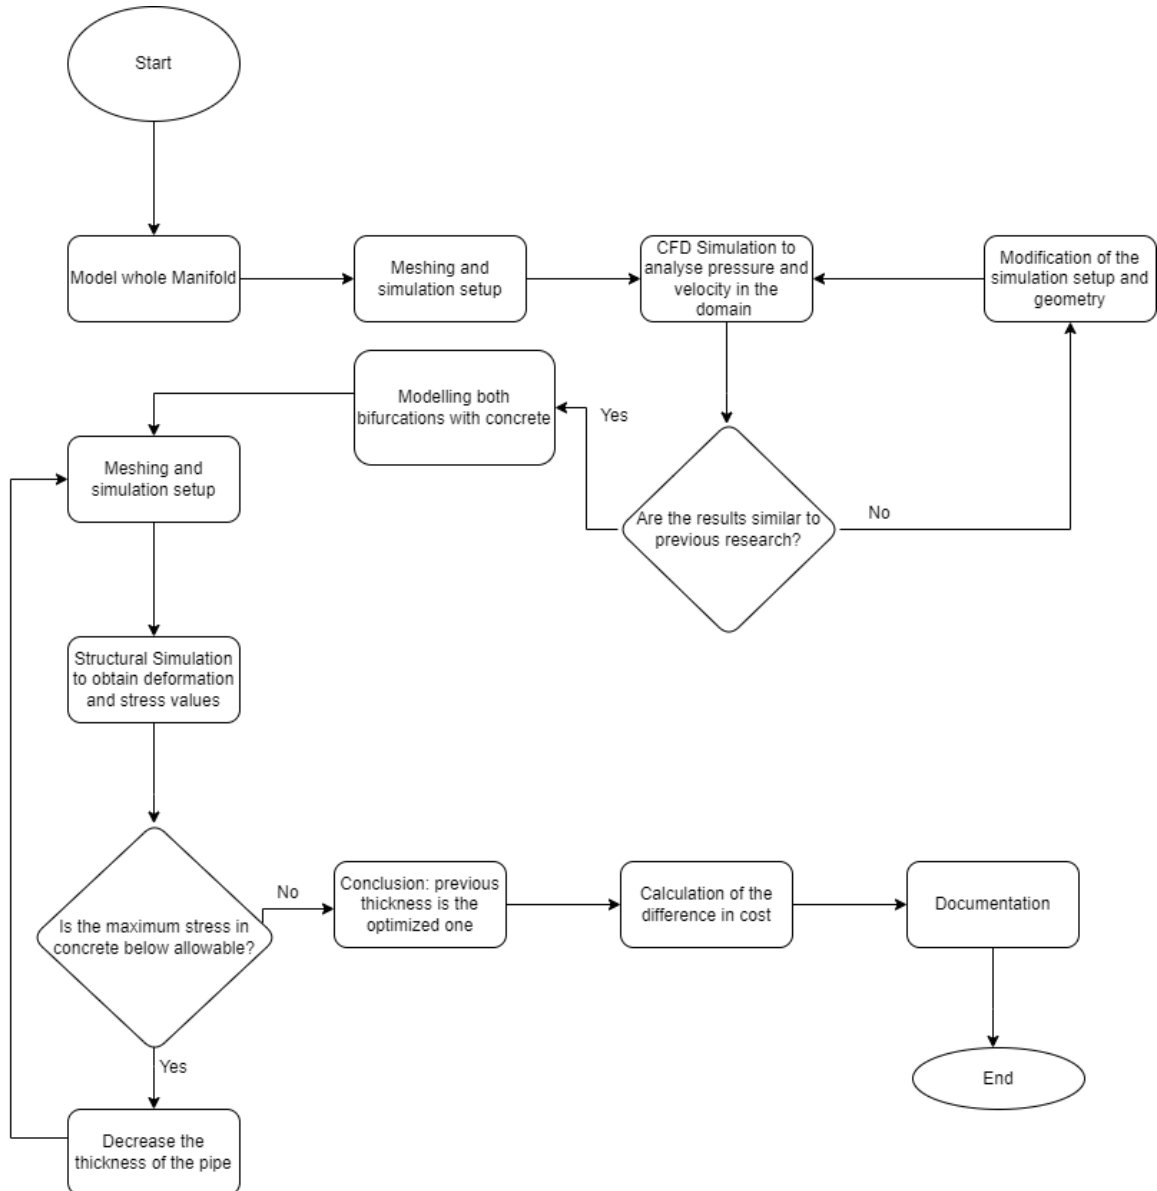 Start
Model whole Manifold
Meshing and
simulation setup
CFD Simulation to
analyse pressure and
velocity in the
domain
Modification of the
simulation setup and
geometry
Modelling both
bifurcations with concrete
Yes
Are the results similar to
previous research?
No
Meshing and
simulation setup
Structural Simulation
to obtain deformation
and stress values
Is the maximum stress in
concrete below allowable?
No
Conclusion: previous
thickness is the
optimized one
Calculation of the
difference in cost
Documentation
End
Yes
Decrease the
thickness of the pipe